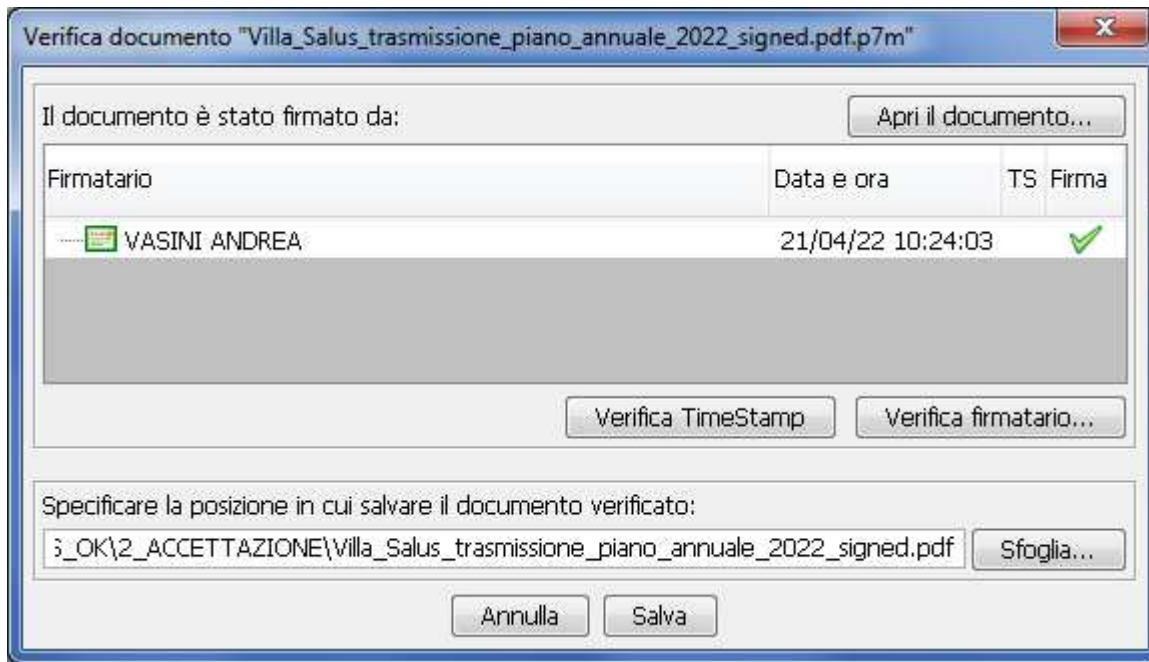 Verifica documento "Villa_Salus_trasmissione_piano_annuale_2022_signed.pdf.p7m"
Il documento è stato firmato da:
Apri il documento...
Firmatario Data e ora TS Firma
VASINI ANDREA 21/04/22 10:24:03
Verifica TimeStamp Verifica firmatario...
Specificare la posizione in cui salvare il documento verificato:
_OK\2_ACCETTAZIONE\Villa_Salus_trasmissione_piano_annuale_2022_signed.pdf Sfoglia...
Annulla Salva